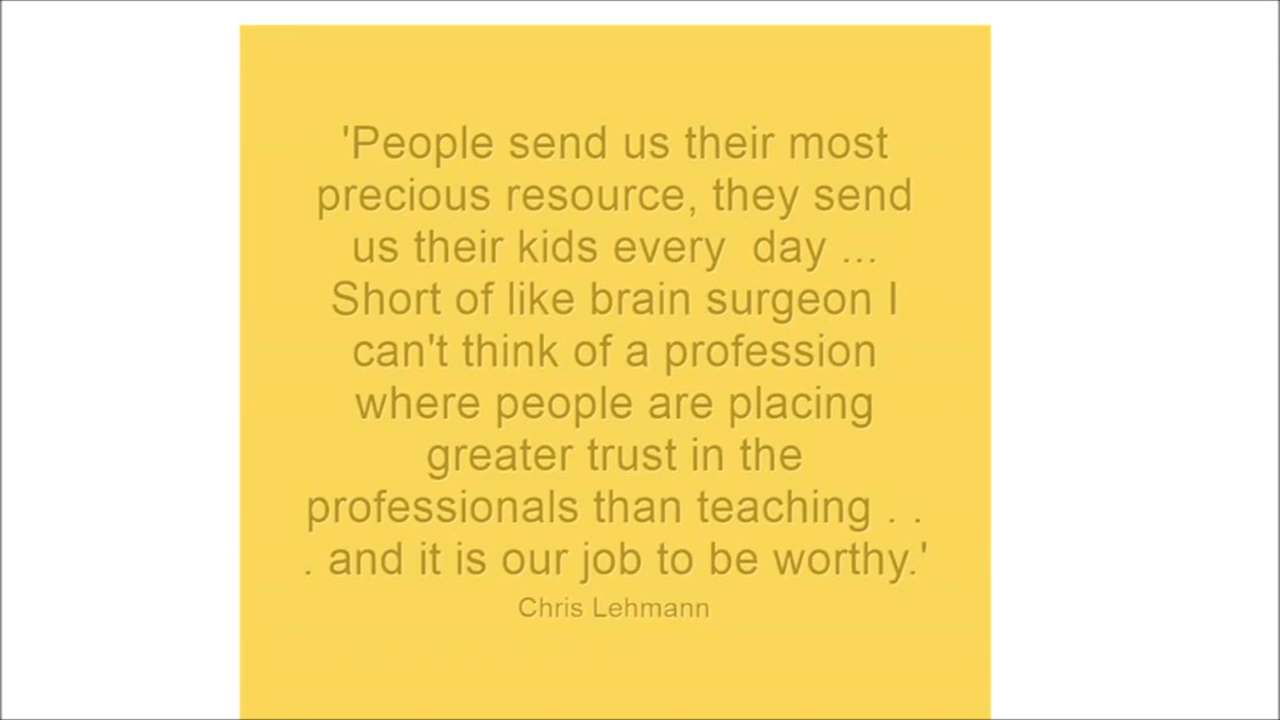 'People send us their most
precious resource, they send
us their kids every  day ...
Short of like brain surgeon I
can't think of a profession
where people are placing
greater trust in the
professionals than teaching . .
. and it is our job to be worthy.'
Chris Lehmann